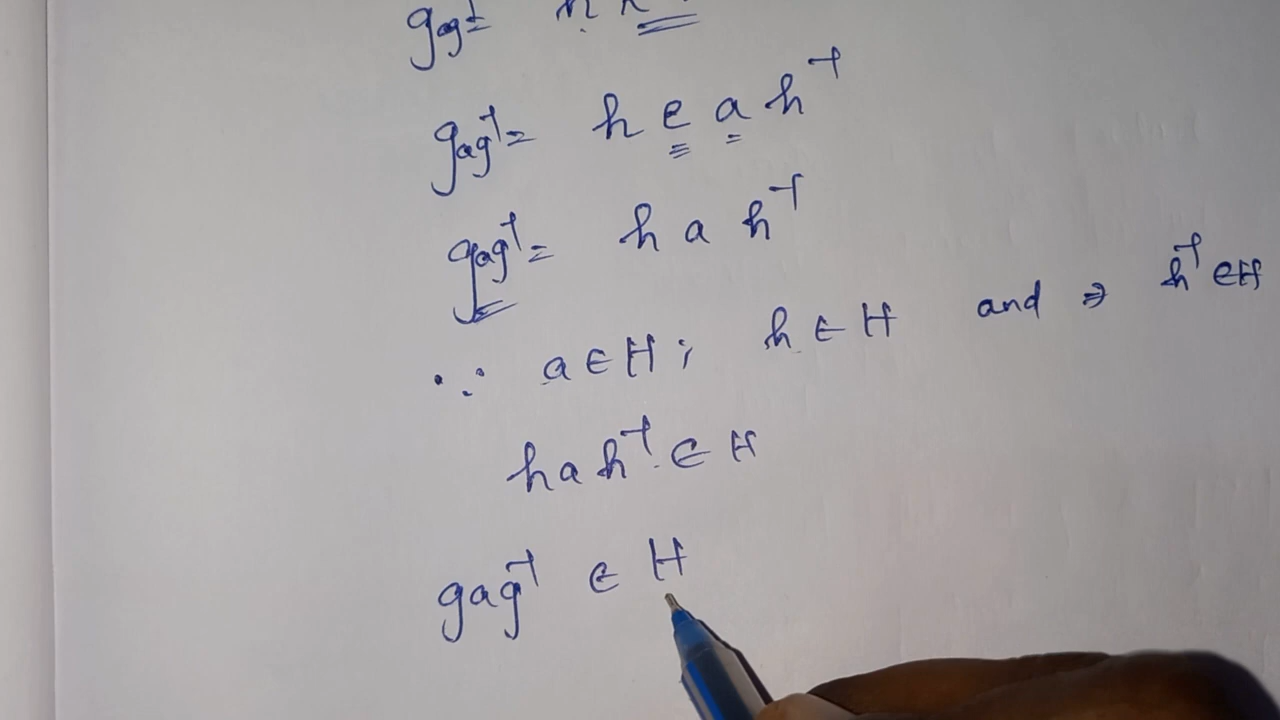 gag⁻¹ = h e a h⁻¹
gag⁻¹ = h a h⁻¹
∵ a ∈ H; h ∈ H and ⇒ h⁻¹ ∈ H
h a h⁻¹ ∈ H
gag⁻¹ ∈ H